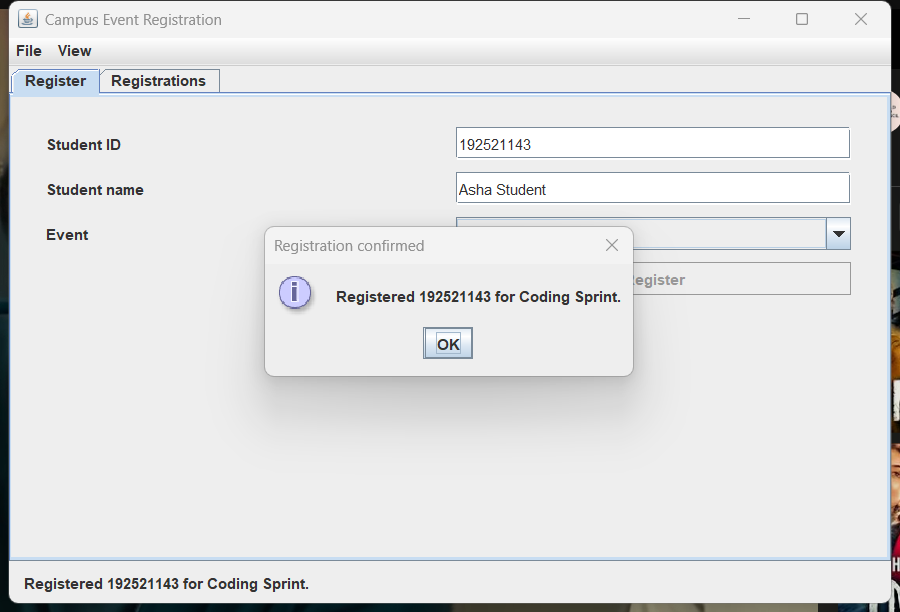 Campus Event Registration
File View
Register Registrations
Student ID 192521143
Student name Asha Student
Event
Registration confirmed
Register
Registered 192521143 for Coding Sprint.
OK
Registered 192521143 for Coding Sprint.